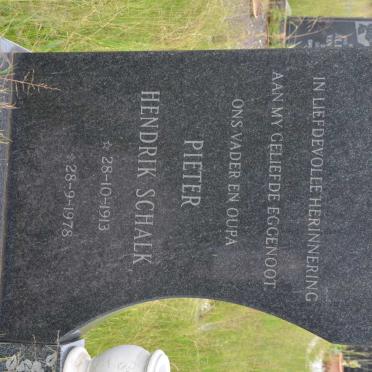 IN LIEFDEVOLLE HERINNERING
AAN MY GELIEFDE EGGENOOT
ONS VADER EN OUPA
PIETER
HENDRIK SCHALK
☆ 28-10-1913
☆ 28-9-1978